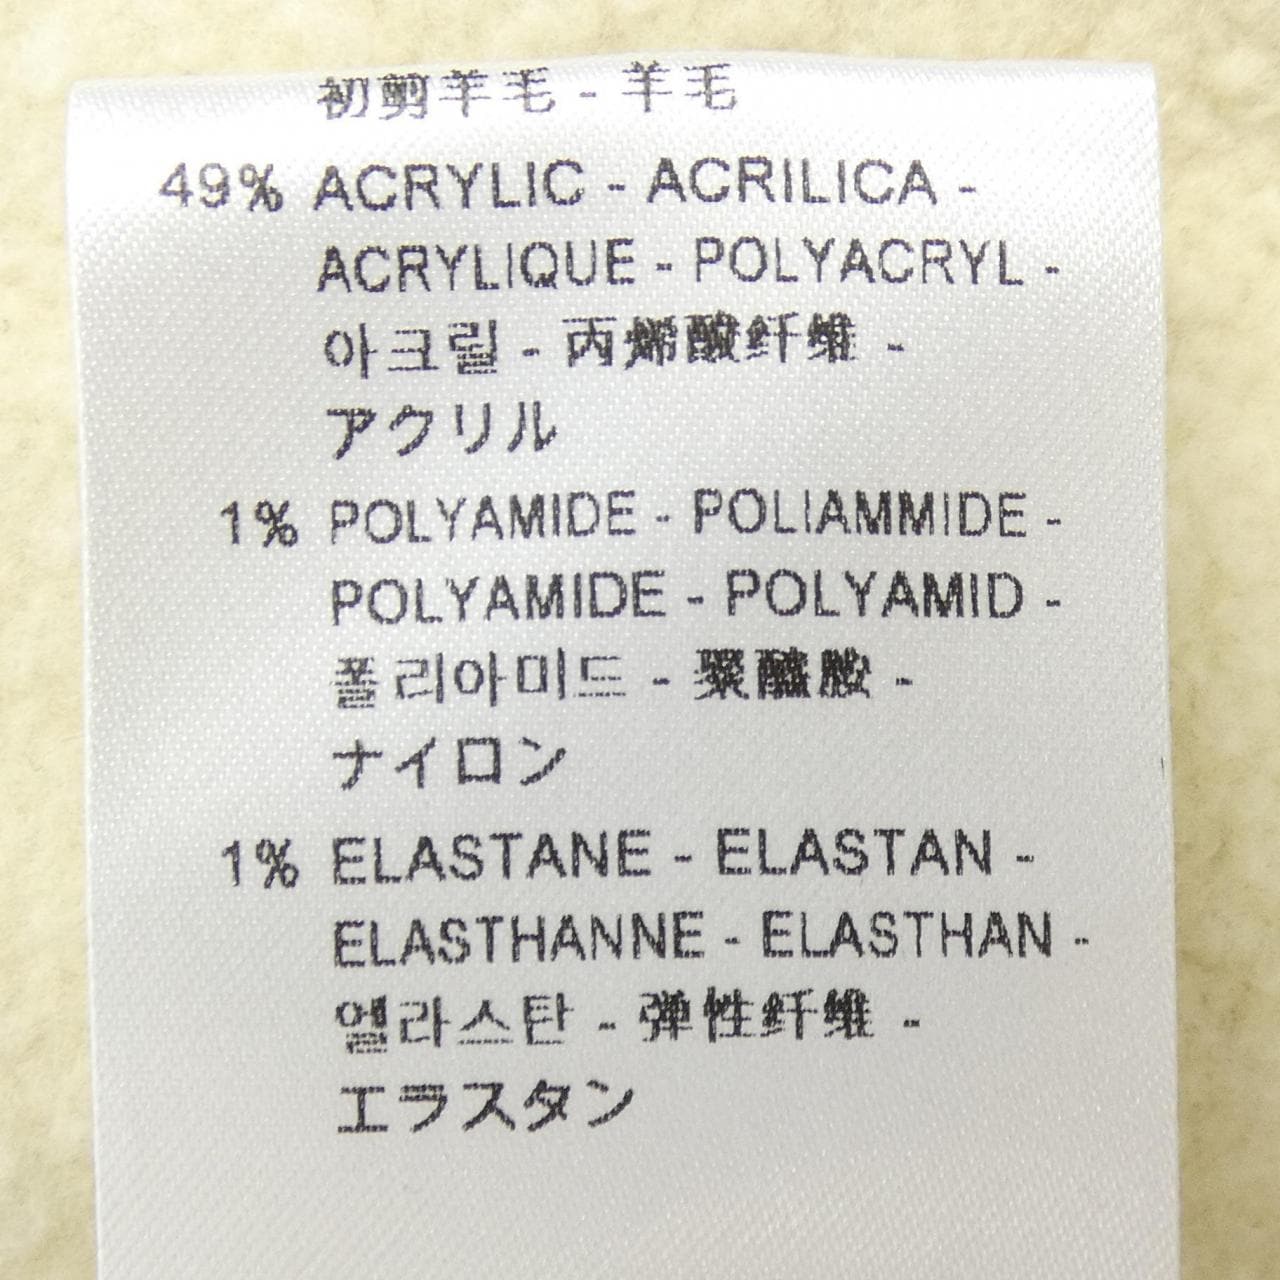 初剪羊毛 - 羊毛
49% ACRYLIC - ACRILICA -
ACRYLIQUE - POLYACRYL -
아크릴 - 丙烯酸纤维 -
アクリル
1% POLYAMIDE - POLIAMMIDE -
POLYAMIDE - POLYAMID -
폴리아미드 - 聚醯胺 -
ナイロン
1% ELASTANE - ELASTAN -
ELASTHANNE - ELASTHAN -
엘라스탄 - 弹性纤维 -
エラスタン